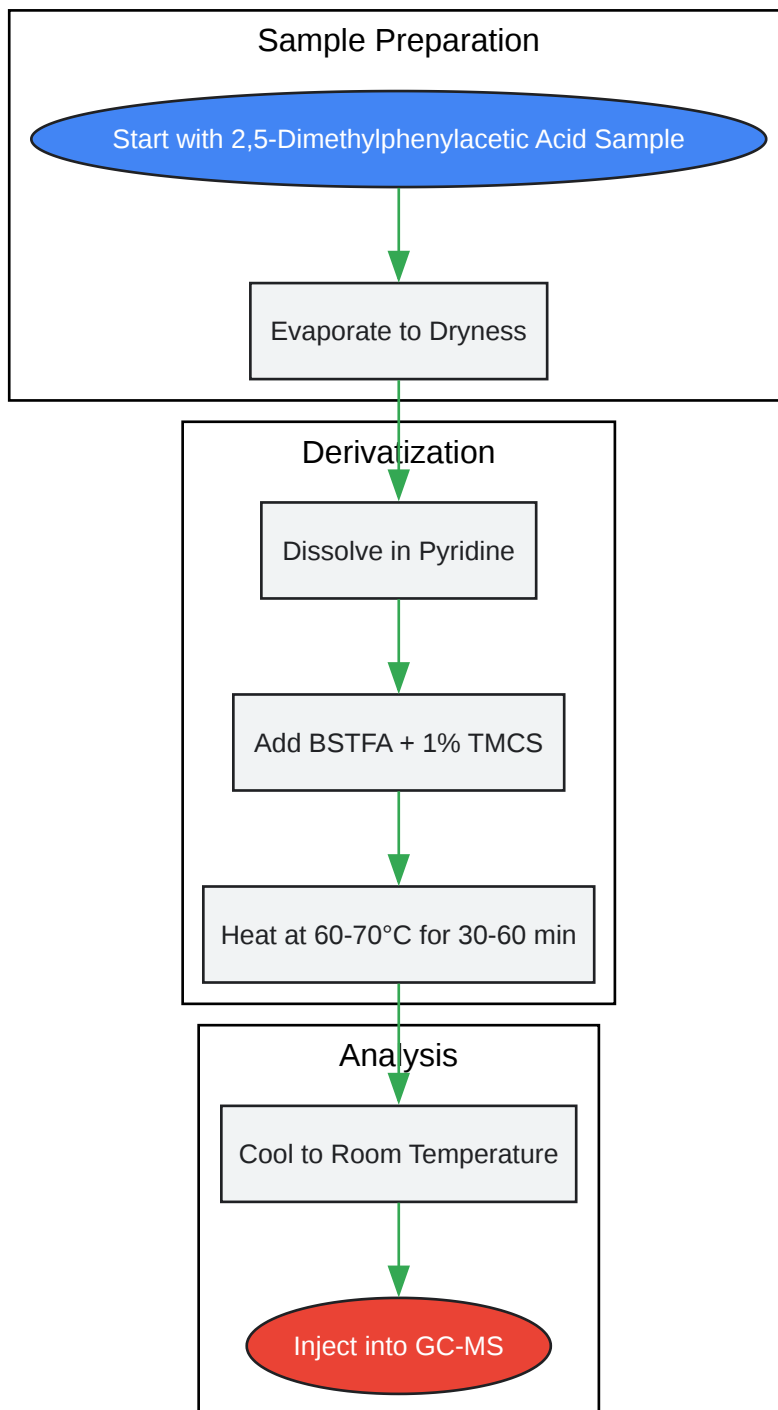 Sample Preparation
Start with 2,5-Dimethylphenylacetic Acid Sample
Evaporate to Dryness
Derivatization
Dissolve in Pyridine
Add BSTFA + 1% TMCS
Heat at 60-70°C for 30-60 min
Analysis
Cool to Room Temperature
Inject into GC-MS